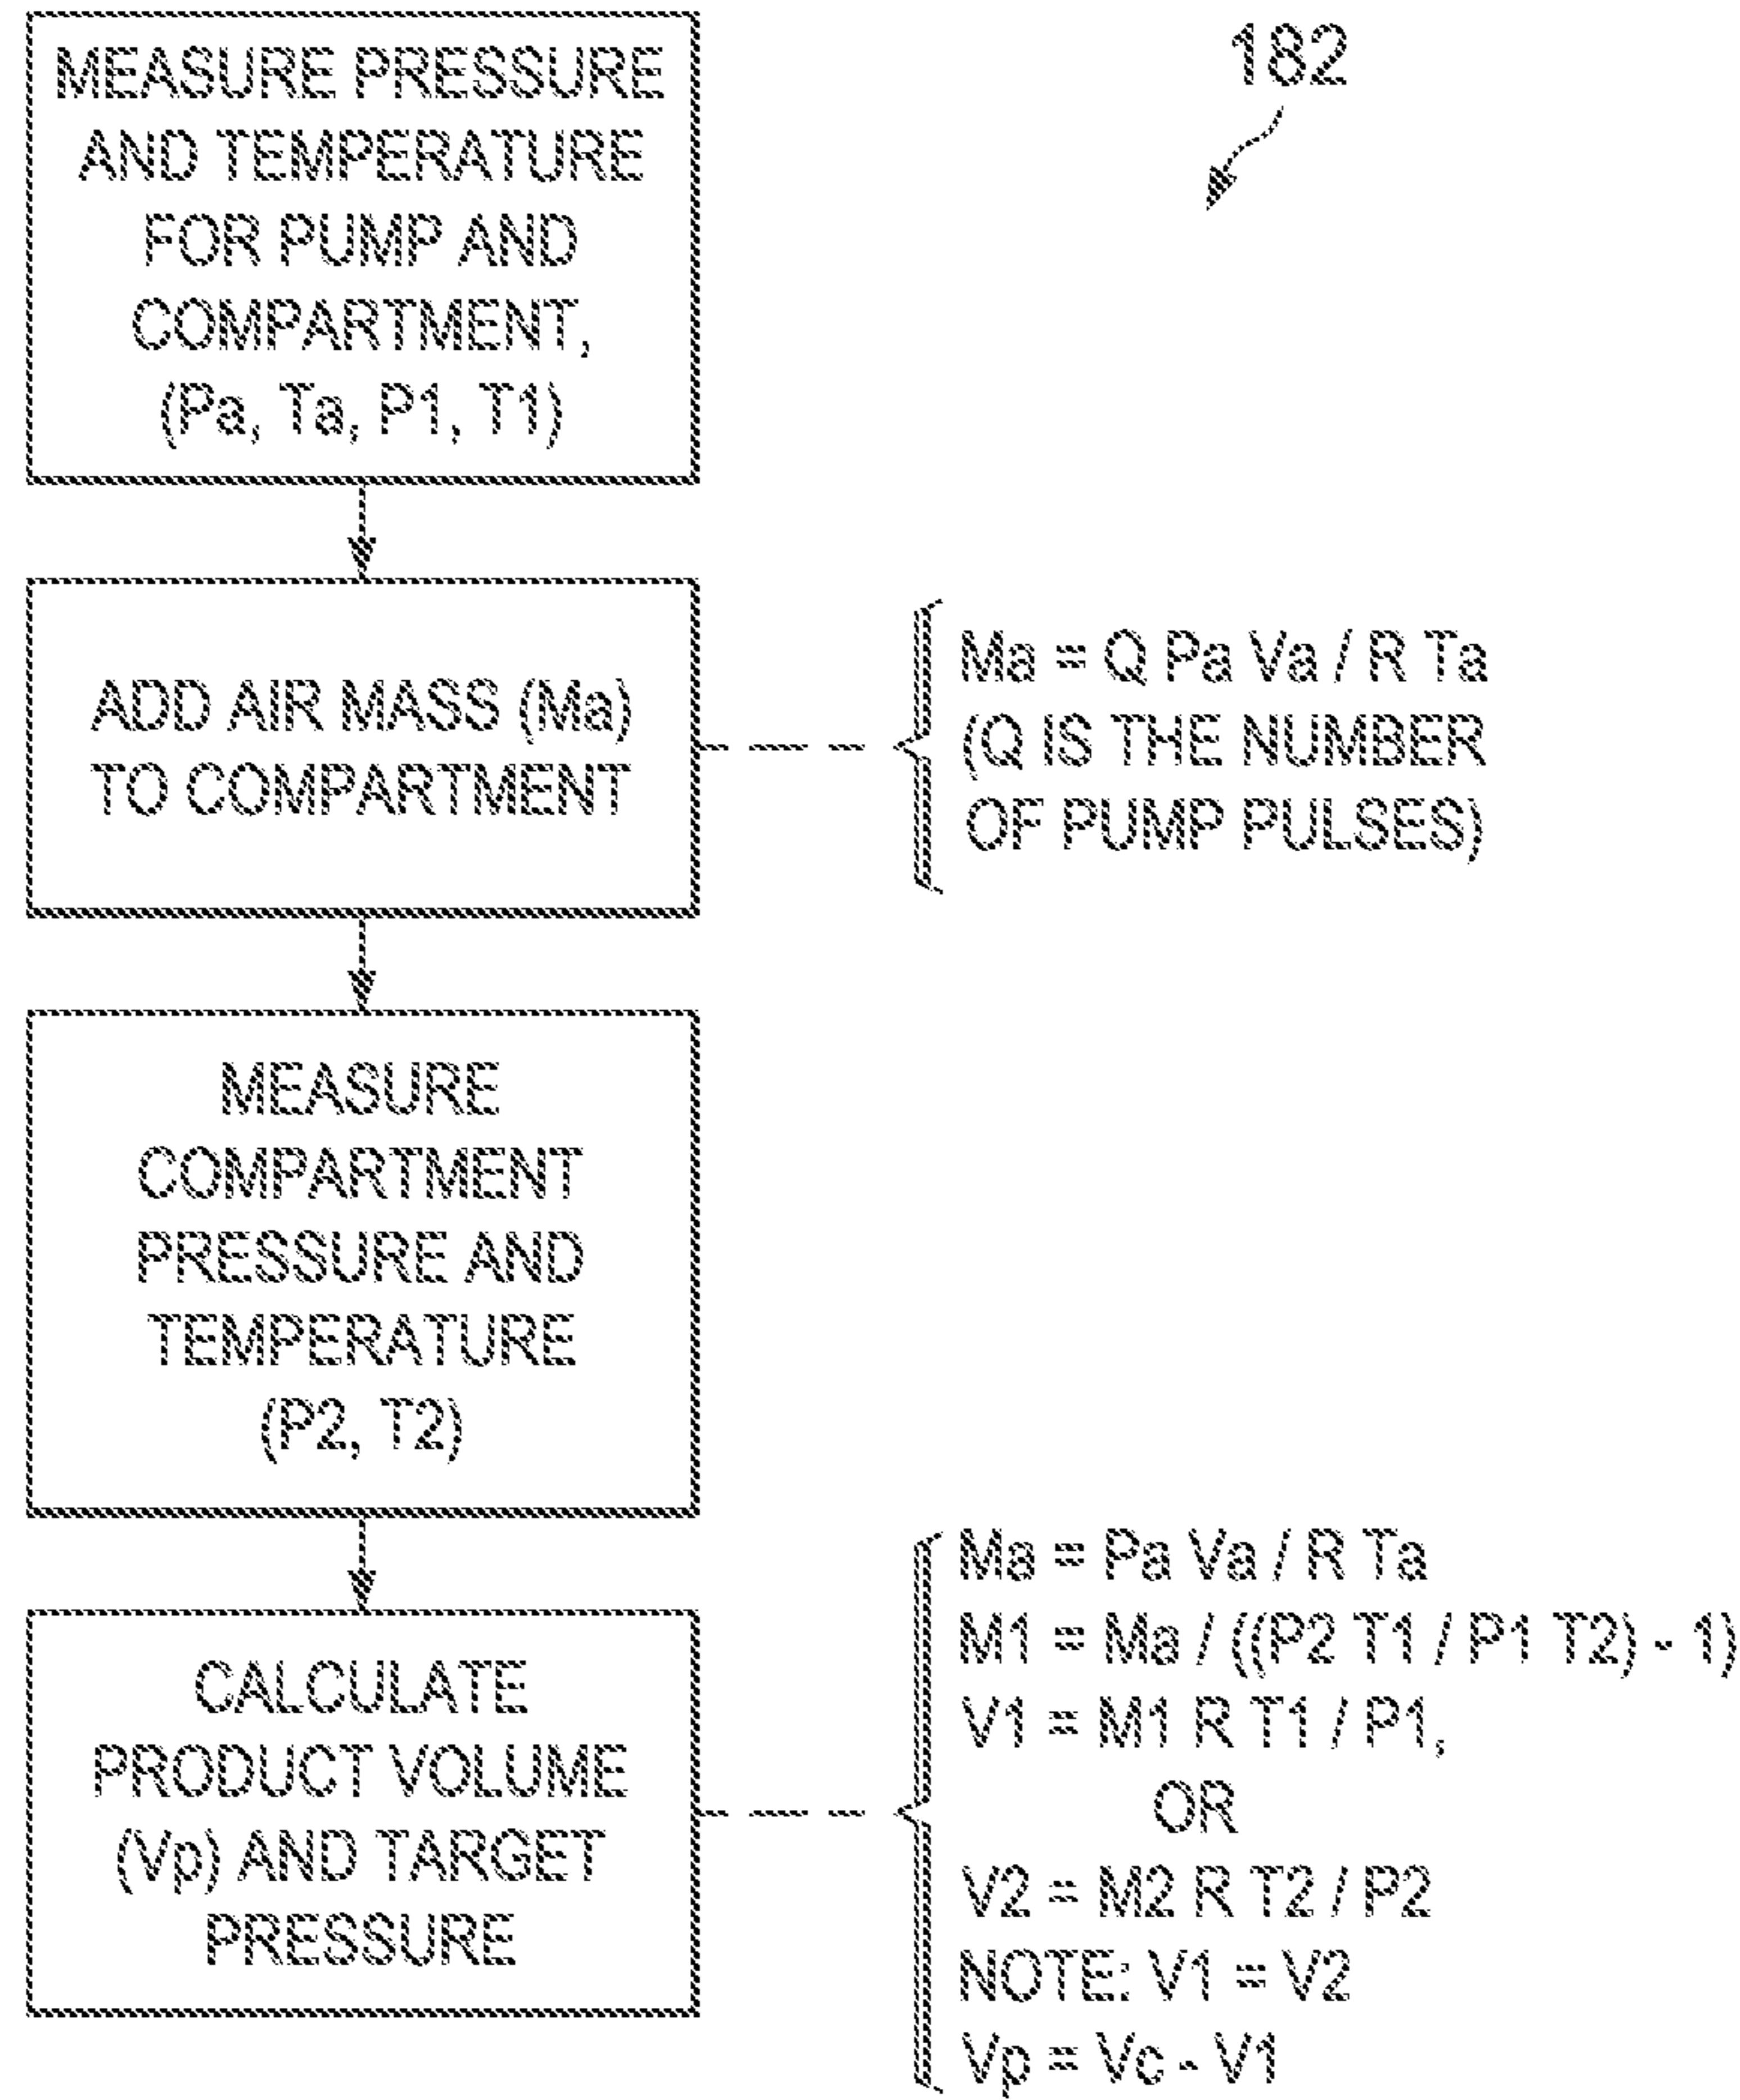 182
MEASURE PRESSURE
AND TEMPERATURE
FOR PUMP AND
COMPARTMENT,
(Pa, Ta, P1, T1)
ADD AIR MASS (Ma)
TO COMPARTMENT
Ma = Q Pa Va / R Ta
(Q IS THE NUMBER
OF PUMP PULSES)
MEASURE
COMPARTMENT
PRESSURE AND
TEMPERATURE
(P2, T2)
CALCULATE
PRODUCT VOLUME
(Vp) AND TARGET
PRESSURE
Ma = Pa Va / R Ta
M1 = Ma / ((P2 T1 / P1 T2) - 1)
V1 = M1 R T1 / P1,
OR
V2 = M2 R T2 / P2
NOTE: V1 = V2
Vp = Vc - V1